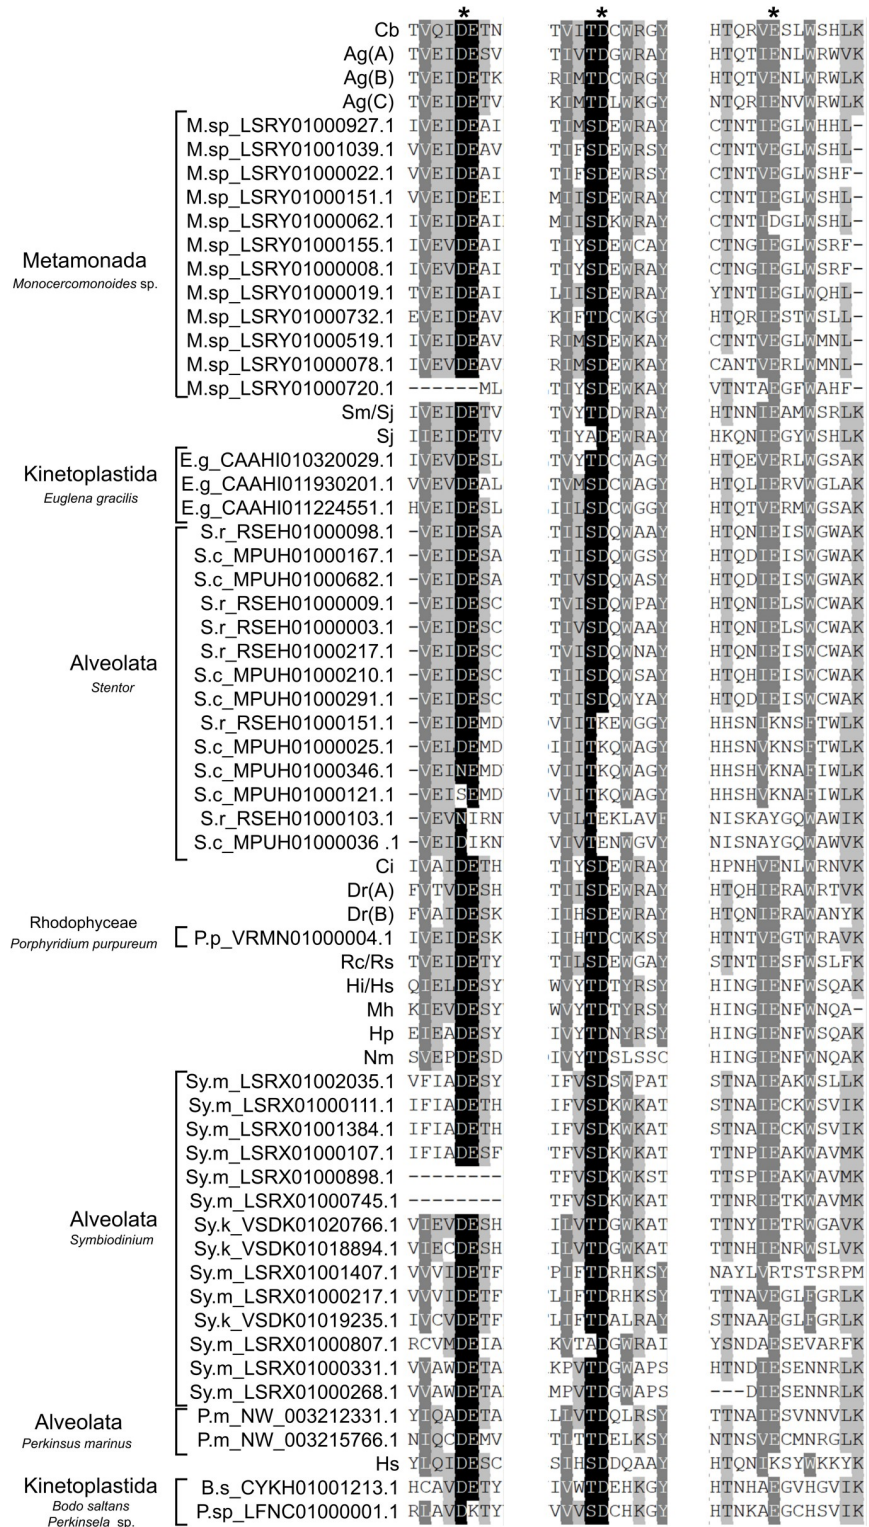 * * *
Cb TVQIDETN TVITDCWRGY HTQRVESLWSHLK
Ag(A) TVEIDESV TIVTDGWRAY HTQTIENLWRWVK
Ag(B) TVEIDETK RIMTDCWRGY HTQTVENLWRWLK
Ag(C) TVEIDETV KIMTDLWKGY NTQRIENVWRWLK
M.sp_LSRY01000927.1 IVEIDEAI TIMSDEWRAY CTNTIEGLWHHL-
M.sp_LSRY01001039.1 VVEIDEAV TIFSDEWRSY CTNTVEGLWSHL-
M.sp_LSRY01000022.1 VVEIDEAI TIFSDEWRSY CTNTVEGLWSHF-
M.sp_LSRY01000151.1 VVEIDEEI MIISDEWRAY CTNTIEGLWSHL-
M.sp_LSRY01000062.1 IVEIDEAI MIISDKWRAY CTNTIDGLWSHL-
M.sp_LSRY01000155.1 IVEVDEAI TIYSDEWCAY CTNGIEGLWSRF-
Metamonada
Monocercomonoides sp.
M.sp_LSRY01000008.1 IVEVDEAI TIYSDEWRAY CTNGIEGLWSRF-
M.sp_LSRY01000019.1 TVEIDEAI LIISDEWRAY YTNTIEGLWQHL-
M.sp_LSRY01000732.1 EVEIDEAV KIFTDCWKGY HTQRIESTWSLL-
M.sp_LSRY01000519.1 IVEIDEAV RIMSDEWKAY CTNTVEGLWMNL-
M.sp_LSRY01000078.1 IVEVDEAV RIMSDEWKAY CANTVERLWMNL-
M.sp_LSRY01000720.1 ------ML TIYSDEWKAY VTNTAEGFWAHF-
Sm/Sj IVEIDETV TVYTDDWRAY HTNNIEAMWSRLK
Sj IIEIDETV TIYADEWRAY HKQNIEGYWSHLK
Kinetoplastida
Euglena gracilis
E.g_CAAHI010320029.1 IVEVDESL TVYTDCWAGY HTQEVERLWGSAK
E.g_CAAHI011930201.1 VVEVDEAL TVMSDCWAGY HTQLIERVWGLAK
E.g_CAAHI011224551.1 HVEIDESL IILSDCWGGY HTQTVERMWGSAK
S.r_RSEH01000098.1 -VEIDESA TIISDQWAAY HTQNIEISWGWAK
S.c_MPUH01000167.1 -VEIDESA TIISDQWGSY HTQDIEISWGWAK
S.c_MPUH01000682.1 -VEIDESA TIVSDQWASY HTQDIEISWGWAK
S.r_RSEH01000009.1 -VEIDESC TVISDQWPAY HTQNIELSWCWAK
S.r_RSEH01000003.1 -VEIDESC TIVSDQWAAY HTQNIEISWCWAK
Alveolata
Stentor
S.r_RSEH01000217.1 -VEIDESC TVISDQWNAY HTQNIELSWCWAK
S.c_MPUH01000210.1 -VEIDESC TIISDQWSAY HTQHIEISWCWAK
S.c_MPUH01000291.1 -VEIDESC TIISDQWYAY HTQDIEISWCWAK
S.r_RSEH01000151.1 -VEIDEMD VIITKEWGGY HHSNIKNSFTWLK
S.c_MPUH01000025.1 -VELDEMD IIITKQWAGY HHSNVKNSFTWLK
S.c_MPUH01000346.1 -VEINEMD VIITKQWAGY HHSHVKNAFIWLK
S.c_MPUH01000121.1 -VEISEMD VIITKQWAGY HHSHVKNAFIWLK
S.r_RSEH01000103.1 -VEVNIRN VILTEKLAVF NISKAYGQWAWIK
S.c_MPUH01000036 .1 -VEIDIKN VIVTENWGVY NISNAYGQWAWVK
Ci IVAIDETH TIYSDEWRAY HPNHVENLWRNVK
Dr(A) FVTVDESH TIISDEWRAY HTQHIERAWRTVK
Dr(B) FVAIDESK IIHSDEWRAY HTQNIERAWANYK
Rhodophyceae
Porphyridium purpureum
P.p_VRMN01000004.1 IVEIDESK IIHTDCWKSY HTNTVEGTWRAVK
Rc/Rs TVEIDETY TILSDEWGAY STNTIESFWSLFK
Hi/Hs QIELDESY WVYTDTYRSY HINGIENFWSQAK
Mh KIEVDESY WVYTDTYRSY HINGIENFWNQA-
Hp EIEADESY IVYTDNYRSY HINGIENFWSQAK
Nm SVEPDESD IVYTDSLSSC HINGIENFWNQAK
Sy.m_LSRX01002035.1 VFIADESY IFVSDSWPAT STNAIEAKWSLLK
Sy.m_LSRX01000111.1 IFIADETH IFVSDKWKAT STNAIECKWSVIK
Sy.m_LSRX01001384.1 IFIADETH IFVSDKWKAT STNAIECKWSVIK
Sy.m_LSRX01000107.1 IFIADESF TFVSDKWKAT TTNPIEAKWAVMK
Sy.m_LSRX01000898.1 -------- TFVSDKWKST TTSPIEAKWAVMK
Sy.m_LSRX01000745.1 -------- TFVSDKWKAT TTNRIETKWAVMK
Alveolata
Symbiodinium
Sy.k_VSDK01020766.1 VIEVDESH ILVTDGWKAT TTNYIETRWGAVK
Sy.k_VSDK01018894.1 VIECDESH ILVTDGWKAT TTNHIENRWSLVK
Sy.m_LSRX01001407.1 VVVIDETF PIFTDRHKSY NAYLVRTSTSRPM
Sy.m_LSRX01000217.1 VVVIDETF LIFTDRHKSY TTNAVEGLFGRLK
Sy.k_VSDK01019235.1 IVCVDETF LIFTDALRAY STNAAEGLFGRLK
Sy.m_LSRX01000807.1 RCVMDEIA KVTADGWRAI YSNDAESEVARFK
Sy.m_LSRX01000331.1 VVAWDETA KPVTDGWAPS HTNDIESENNRLK
Sy.m_LSRX01000268.1 VVAWDETA MPVTDGWAPS ---DIESENNRLK
Alveolata
Perkinsus marinus
P.m_NW_003212331.1 YIQADETA LLVTDQLRSY TTNAIESVNNVLK
P.m_NW_003215766.1 NIQCDEMV TLTTDELKSY NTNSVECMNRGLK
Hs YLQIDESC SIHSDDQAAY HTQNIKSYWKKYK
Kinetoplastida
Bodo saltans
Perkinsela sp.
B.s_CYKH01001213.1 HCAVDETY IVWTDEHKGY HTNHAEGVHGVIK
P.sp_LFNC01000001.1 RLAVDKTY VVVSDCHKGY HTNKAEGCHSVIK